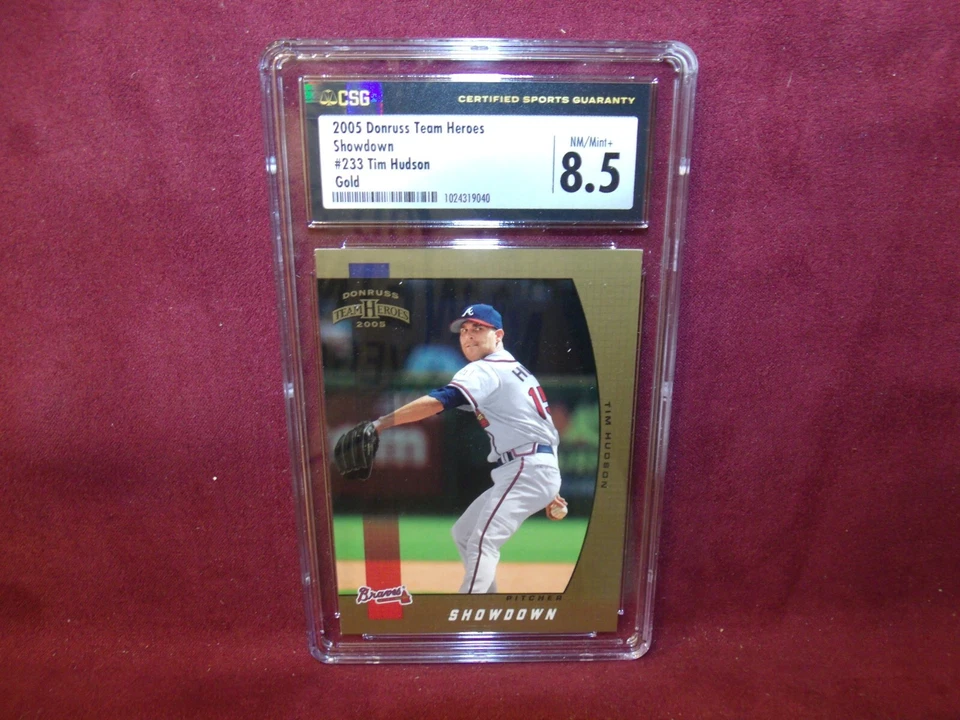 CSG
CERTIFIED SPORTS GUARANTY
2005 Donruss Team Heroes
Showdown
#233 Tim Hudson
Gold
NM/Mint+
8.5
1024319040
DONRUSS
TEAM HEROES
2005
A
H
15
TIM HUDSON
Braves
PITCHER
SHOWDOWN